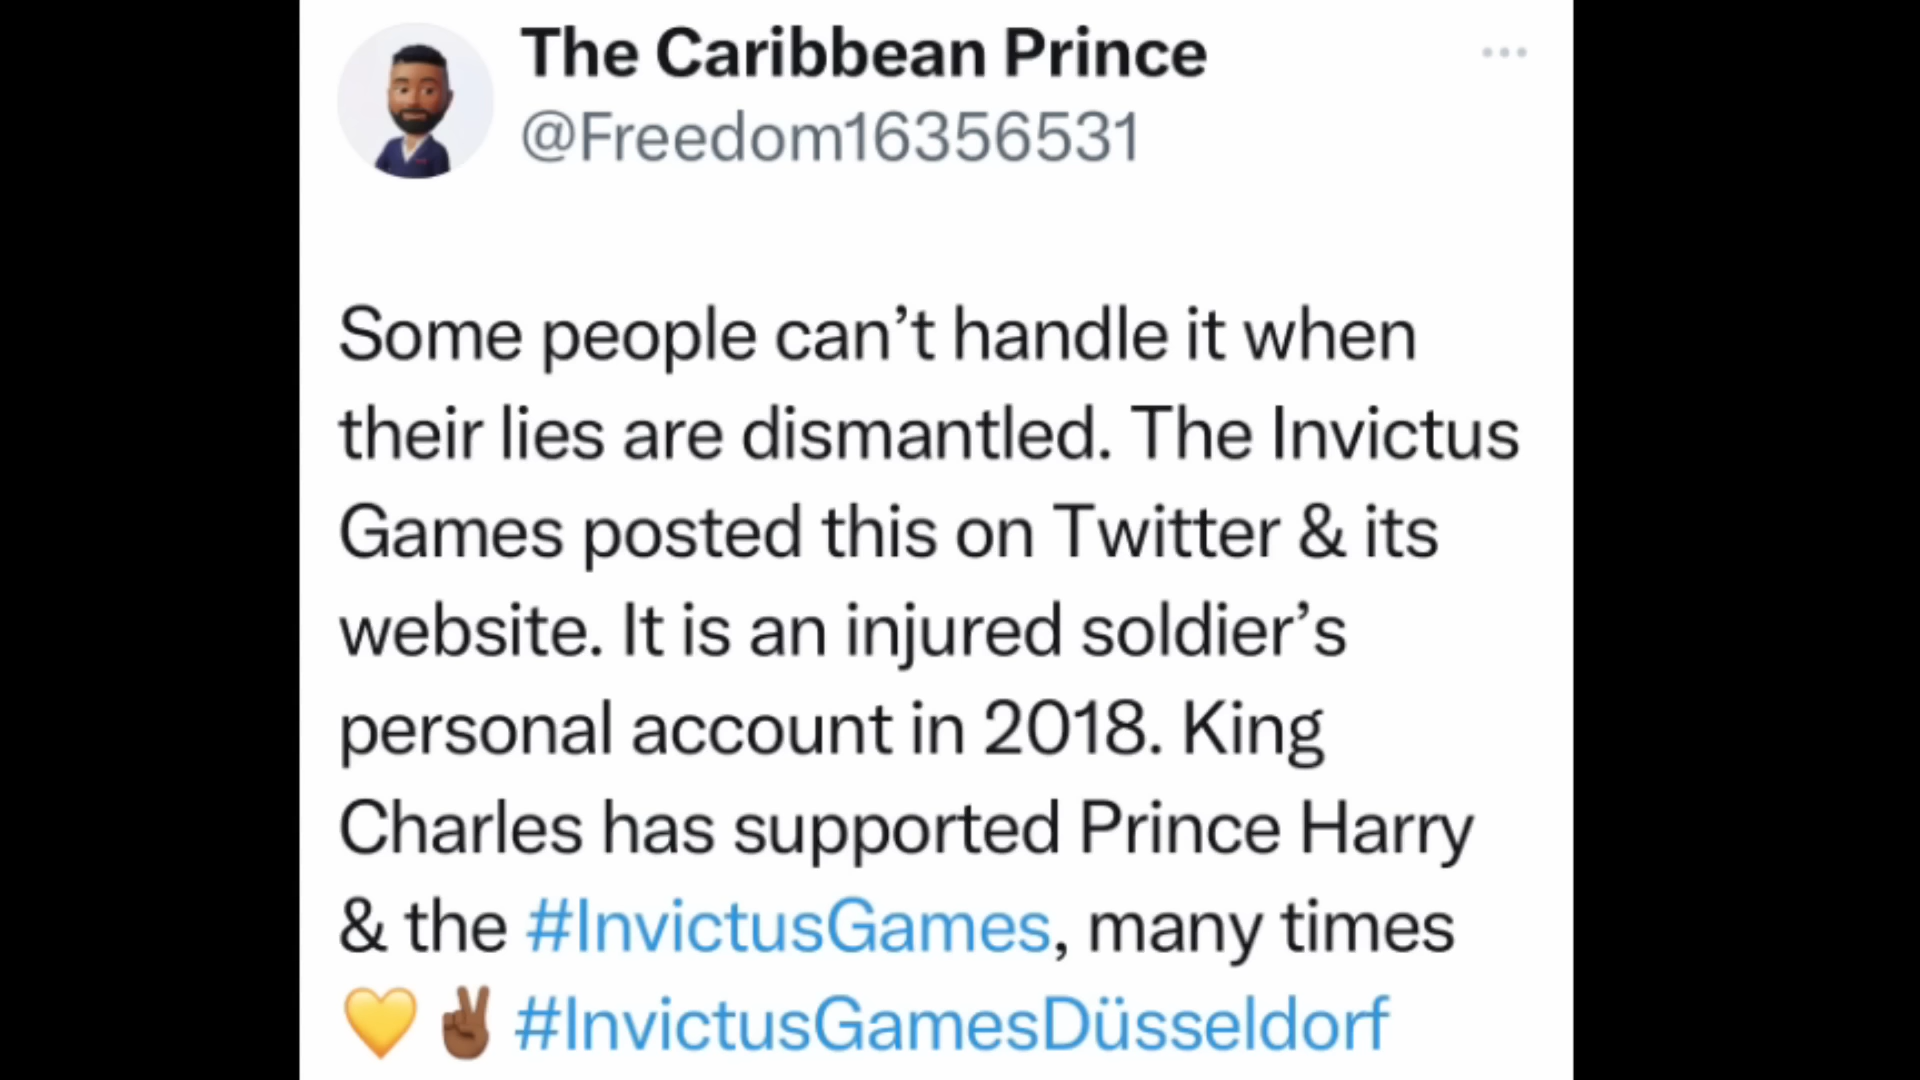 The Caribbean Prince
@Freedom16356531
Some people can’t handle it when
their lies are dismantled. The Invictus
Games posted this on Twitter & its
website. It is an injured soldier’s
personal account in 2018. King
Charles has supported Prince Harry
& the #InvictusGames, many times
💛✌🏾 #InvictusGamesDüsseldorf